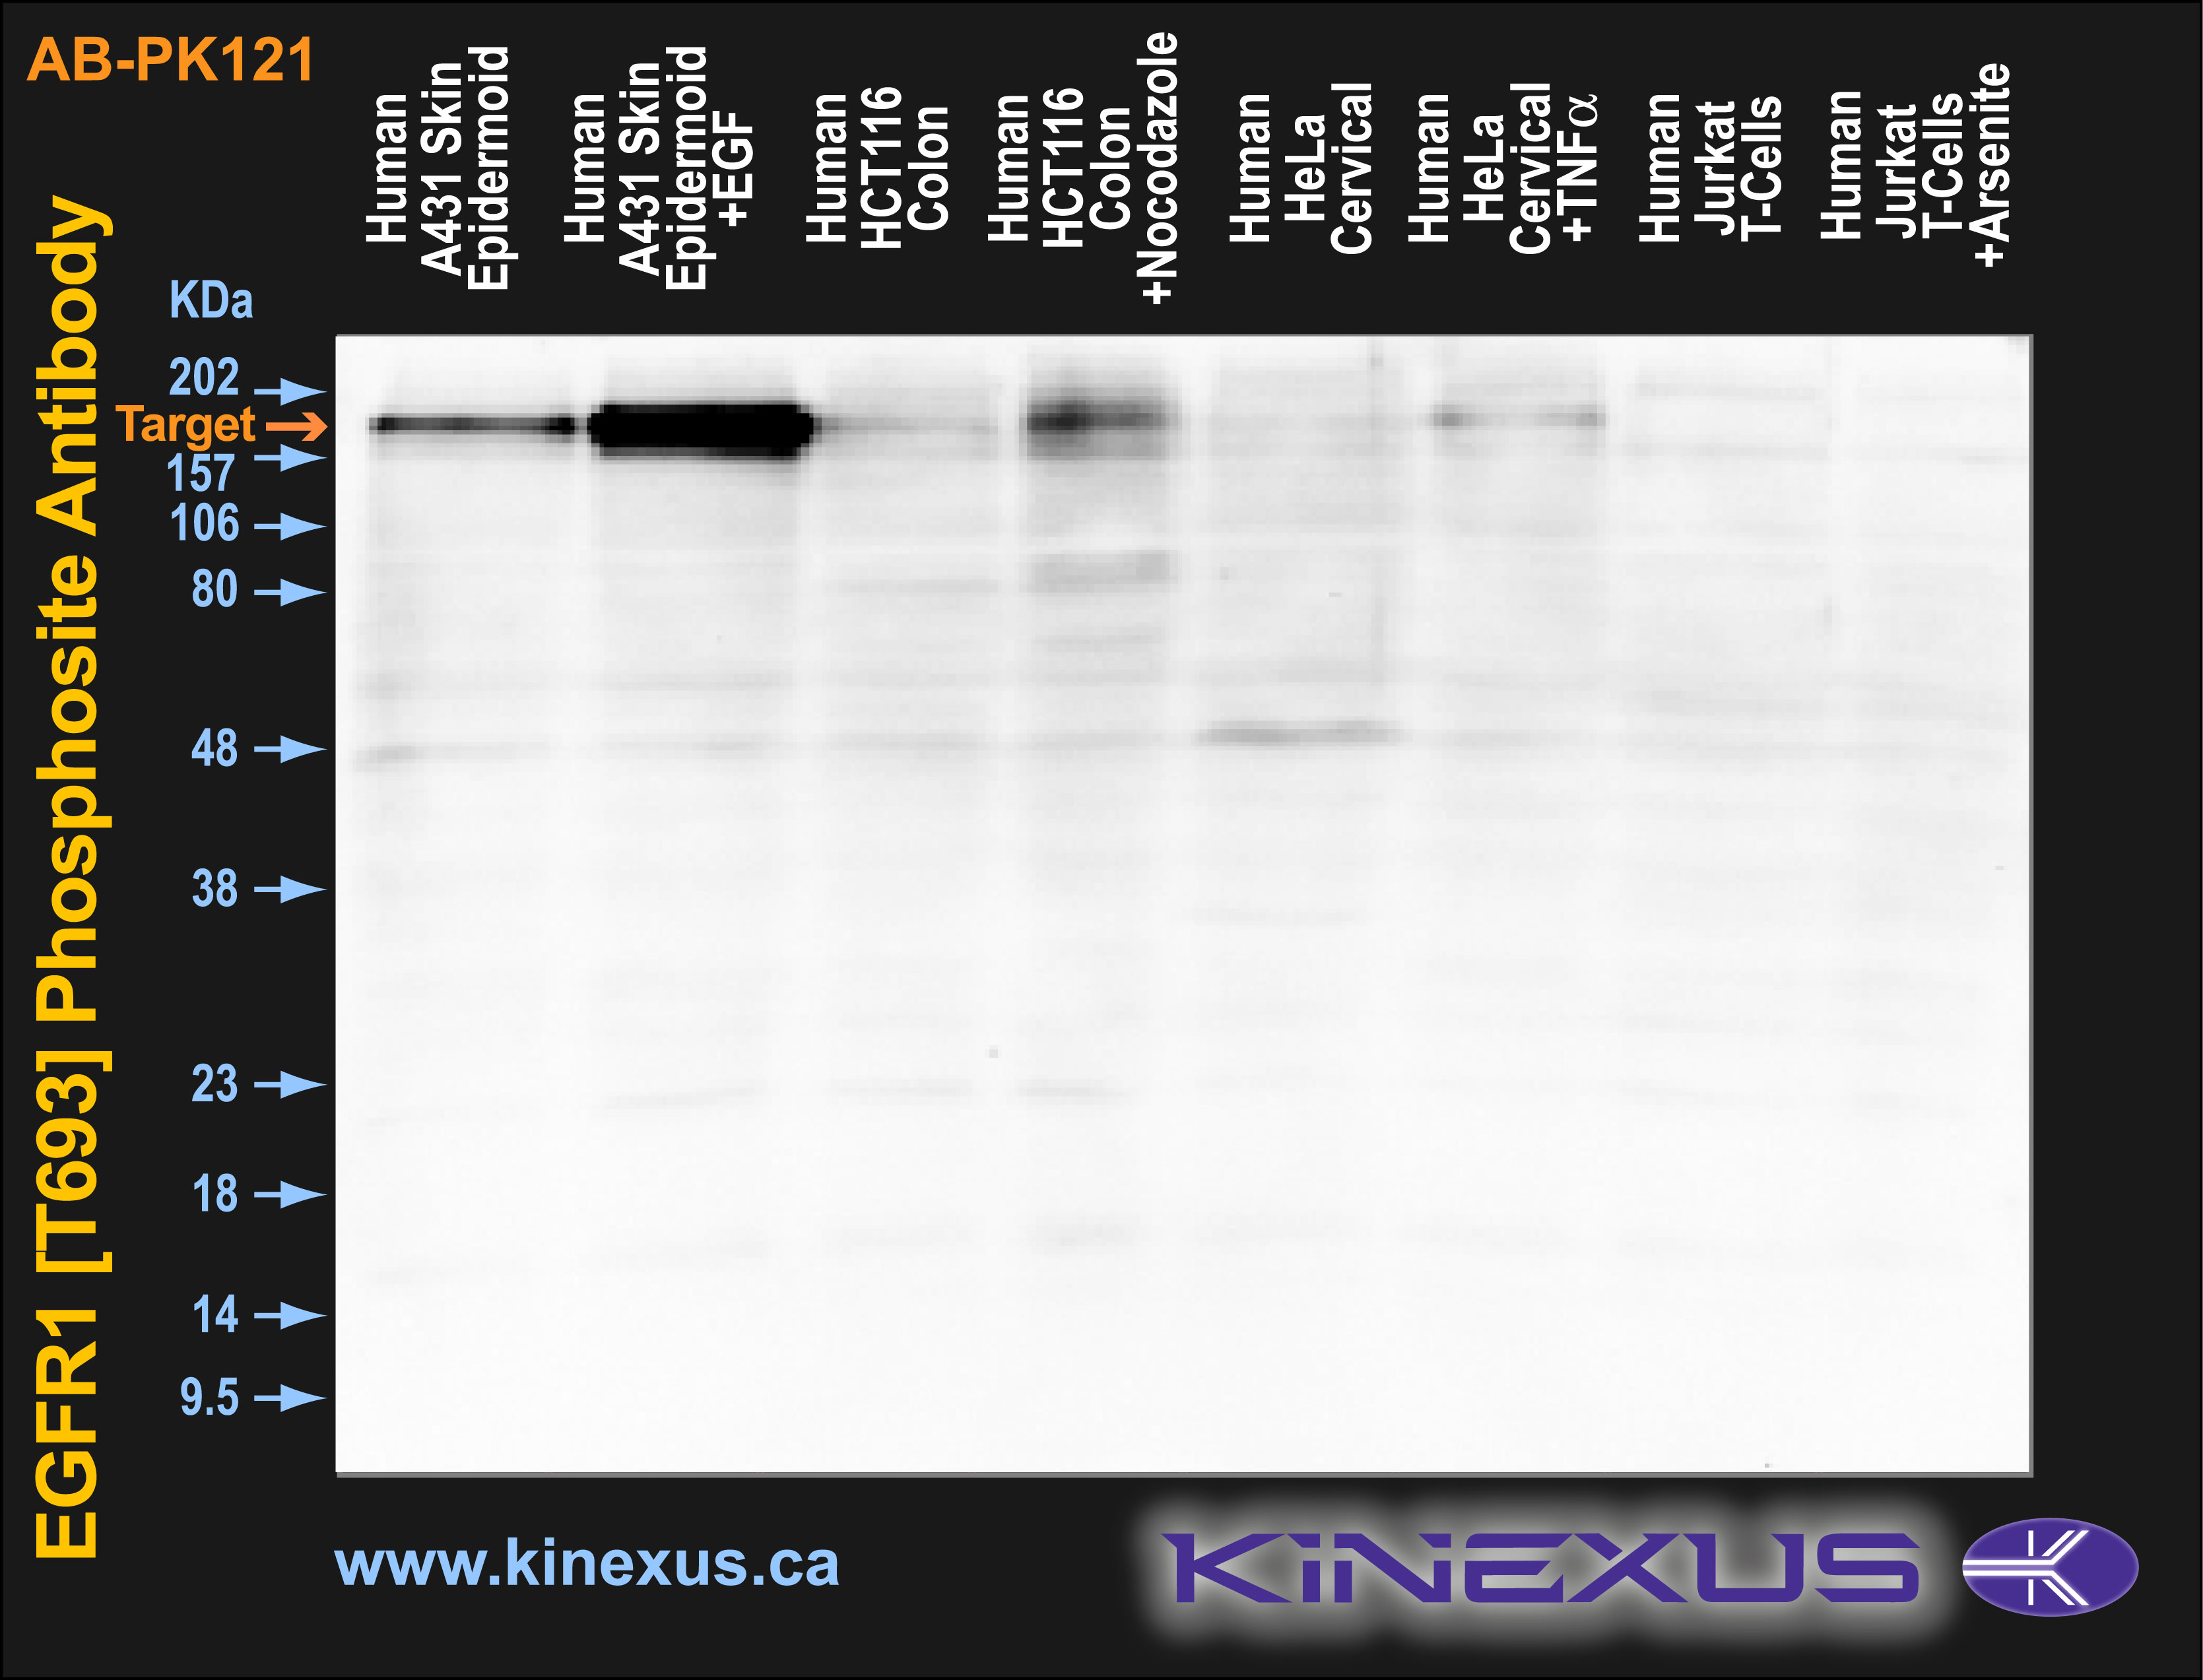 AB-PK121
Human
A431 Skin
Epidermoid
Human
A431 Skin
Epidermoid
+EGF
Human
HCT116
Colon
Human
HCT116
Colon
+Nocodazole
Human
HeLa
Cervical
Human
HeLa
Cervical
+TNFα
Human
Jurkat
T-Cells
Human
Jurkat
T-Cells
+Arsenite
EGFR1 [T693] Phosphosite Antibody
KDa
202
Target
157
106
80
48
38
23
18
14
9.5
www.kinexus.ca
KiNEXUS